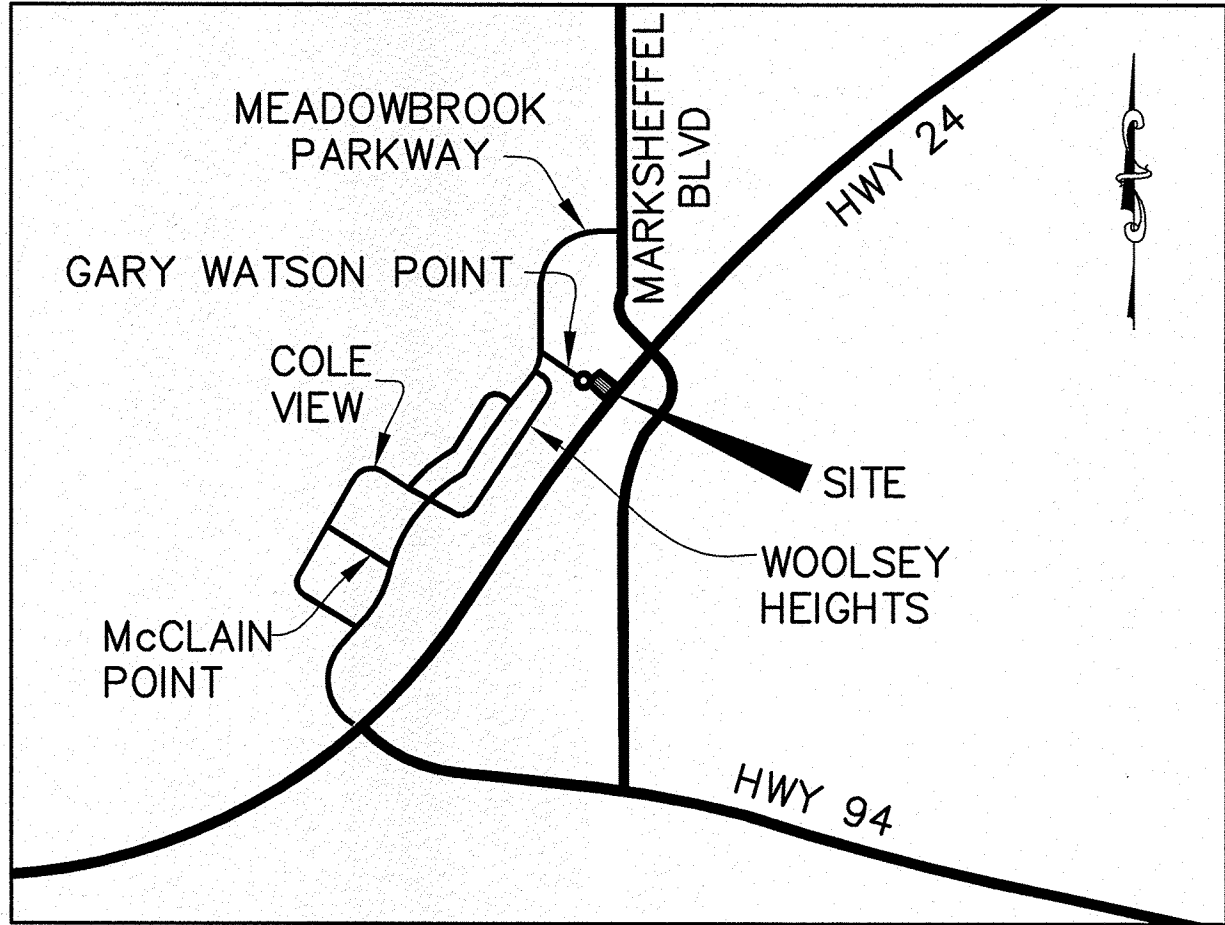 MEADOWBROOK
PARKWAY
MARKSHEFFEL
BLVD
HWY 24
GARY WATSON POINT
COLE
VIEW
SITE
WOOLSEY
HEIGHTS
McCLAIN
POINT
HWY 94